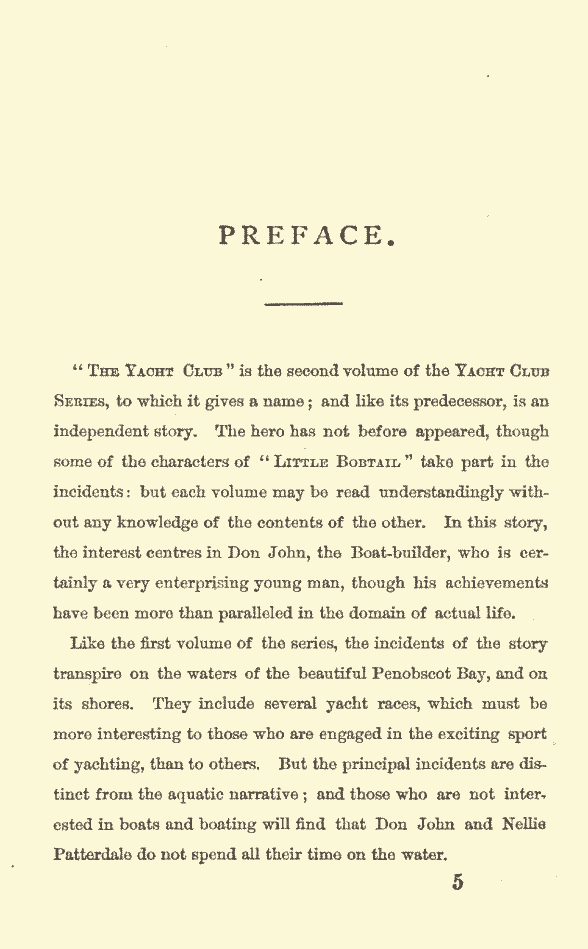 PREFACE.
“ THE YACHT CLUB ” is the second volume of the YACHT CLUB
SERIES, to which it gives a name ; and like its predecessor, is an
independent story. The hero has not before appeared, though
some of the characters of “ LITTLE BOBTAIL ” take part in the
incidents : but each volume may be read understandingly with-
out any knowledge of the contents of the other. In this story,
the interest centres in Don John, the Boat-builder, who is cer-
tainly a very enterprising young man, though his achievements
have been more than paralleled in the domain of actual life.
Like the first volume of the series, the incidents of the story
transpire on the waters of the beautiful Penobscot Bay, and on
its shores. They include several yacht races, which must be
more interesting to those who are engaged in the exciting sport
of yachting, than to others. But the principal incidents are dis-
tinct from the aquatic narrative ; and those who are not inter-
ested in boats and boating will find that Don John and Nellie
Patterdale do not spend all their time on the water.
5